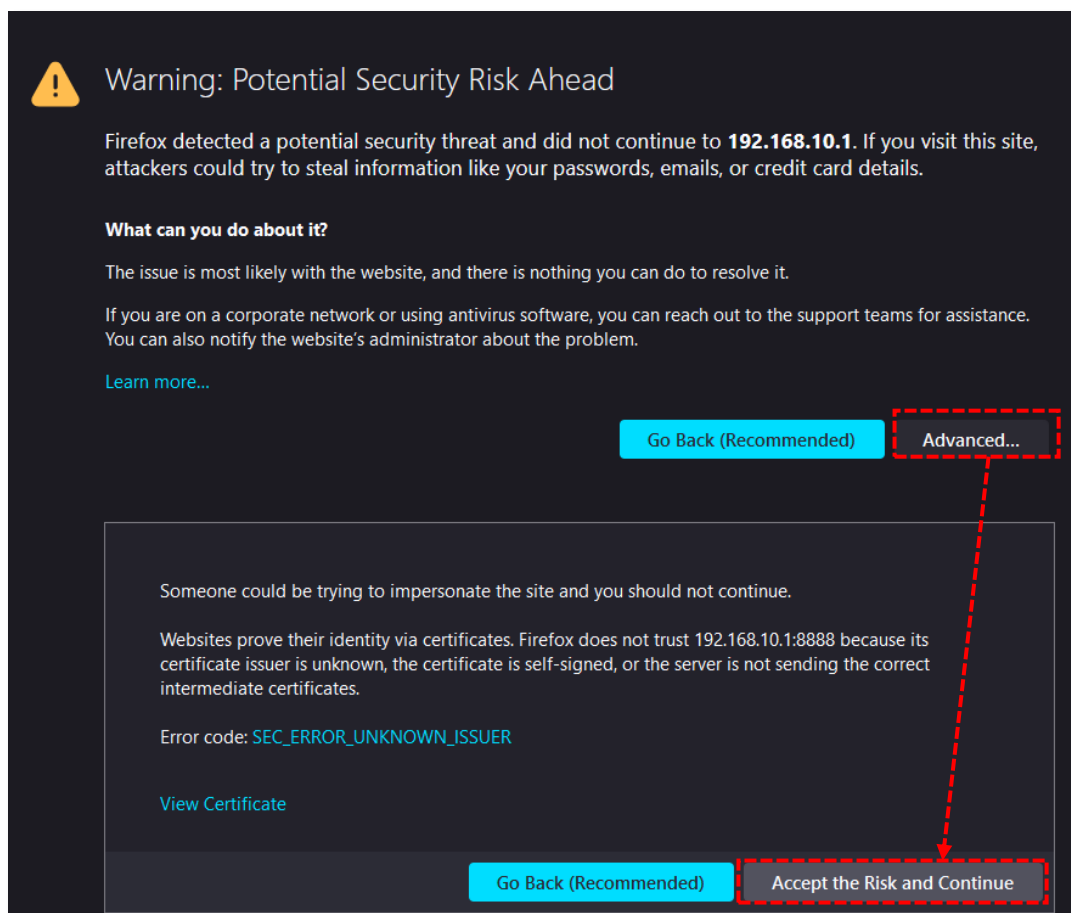 Warning: Potential Security Risk Ahead
Firefox detected a potential security threat and did not continue to 192.168.10.1. If you visit this site,
attackers could try to steal information like your passwords, emails, or credit card details.
What can you do about it?
The issue is most likely with the website, and there is nothing you can do to resolve it.
If you are on a corporate network or using antivirus software, you can reach out to the support teams for assistance.
You can also notify the website’s administrator about the problem.
Learn more...
Go Back (Recommended) Advanced...
Someone could be trying to impersonate the site and you should not continue.
Websites prove their identity via certificates. Firefox does not trust 192.168.10.1:8888 because its
certificate issuer is unknown, the certificate is self-signed, or the server is not sending the correct
intermediate certificates.
Error code: SEC_ERROR_UNKNOWN_ISSUER
View Certificate
Go Back (Recommended) Accept the Risk and Continue